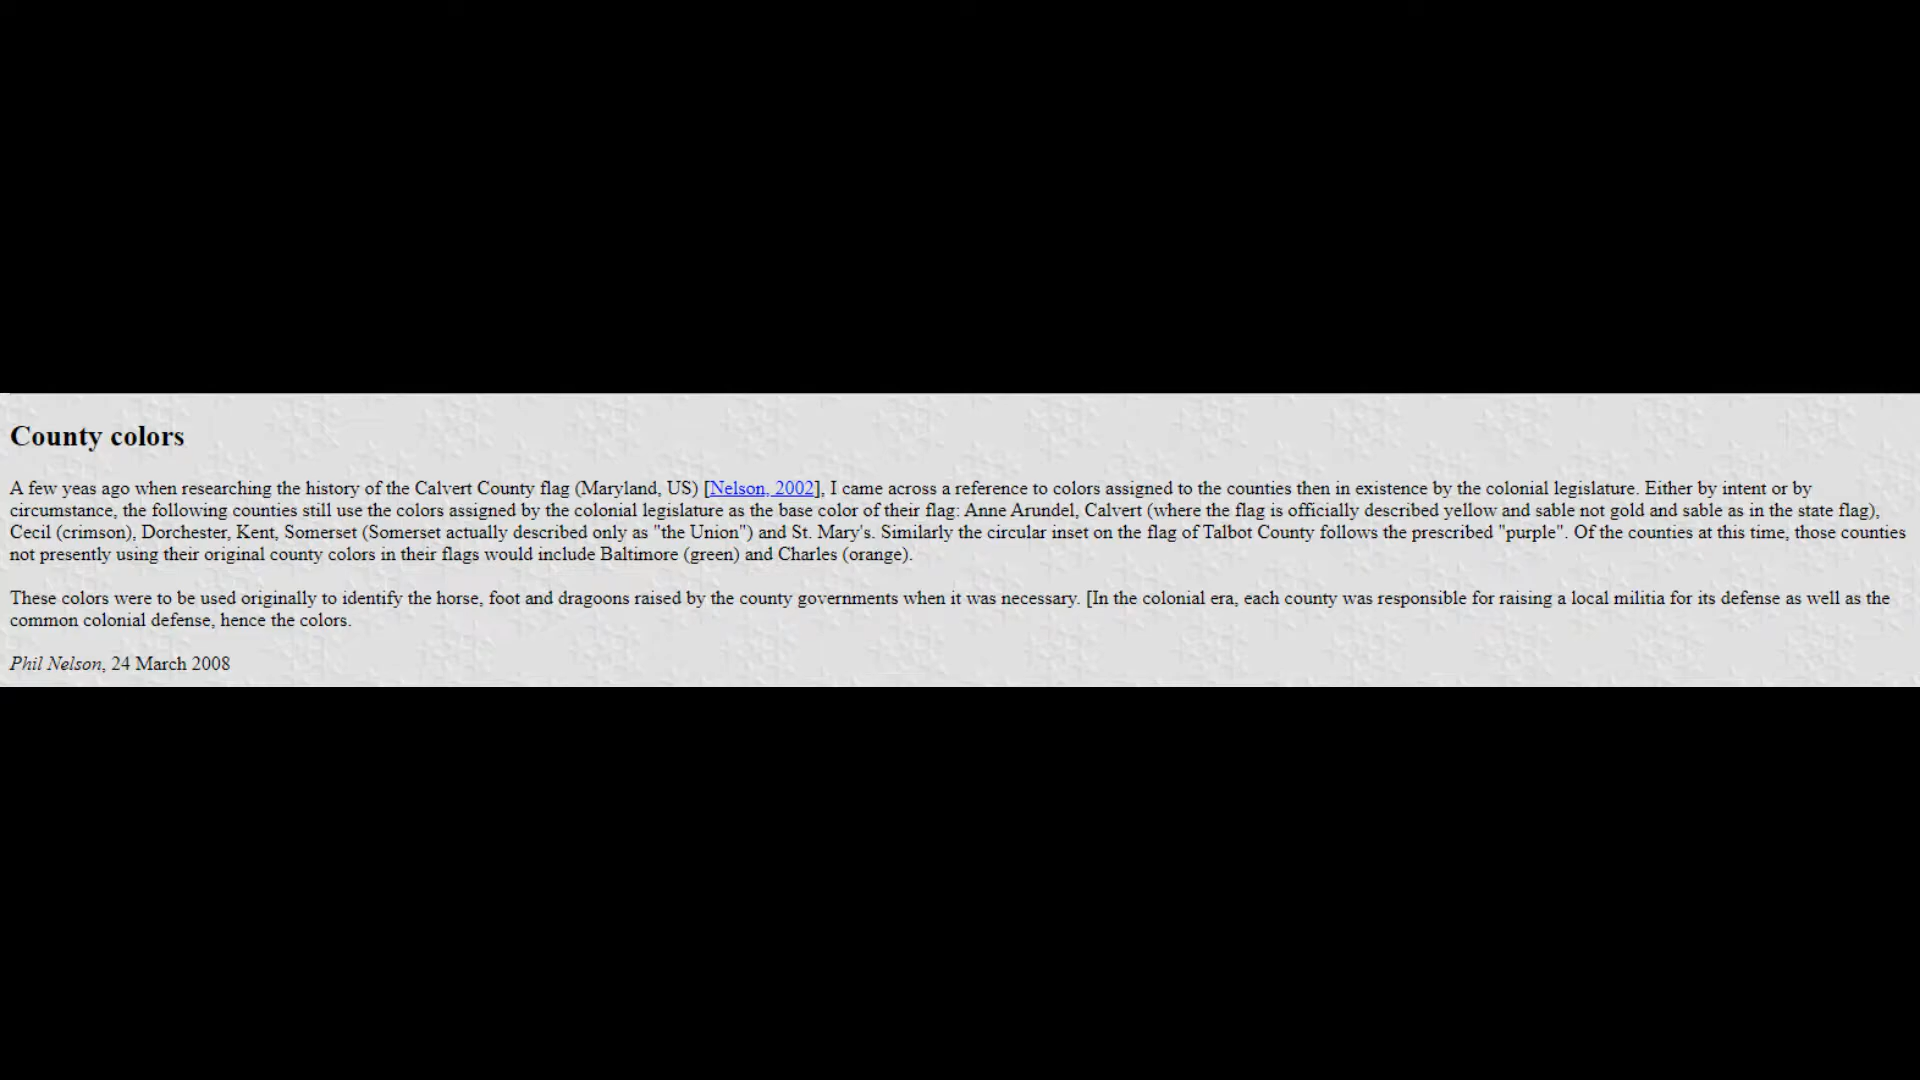 County colors
A few yeas ago when researching the history of the Calvert County flag (Maryland, US) [Nelson, 2002], I came across a reference to colors assigned to the counties then in existence by the colonial legislature. Either by intent or by
circumstance, the following counties still use the colors assigned by the colonial legislature as the base color of their flag: Anne Arundel, Calvert (where the flag is officially described yellow and sable not gold and sable as in the state flag),
Cecil (crimson), Dorchester, Kent, Somerset (Somerset actually described only as "the Union") and St. Mary's. Similarly the circular inset on the flag of Talbot County follows the prescribed "purple". Of the counties at this time, those counties
not presently using their original county colors in their flags would include Baltimore (green) and Charles (orange).
These colors were to be used originally to identify the horse, foot and dragoons raised by the county governments when it was necessary. [In the colonial era, each county was responsible for raising a local militia for its defense as well as the
common colonial defense, hence the colors.
Phil Nelson, 24 March 2008